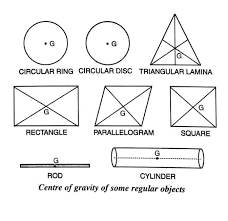 G
G
G
CIRCULAR RING
CIRCULAR DISC
TRIANGULAR LAMINA
G
G
G
RECTANGLE
PARALLELOGRAM
SQUARE
G
G
ROD
CYLINDER
Centre of gravity of some regular objects